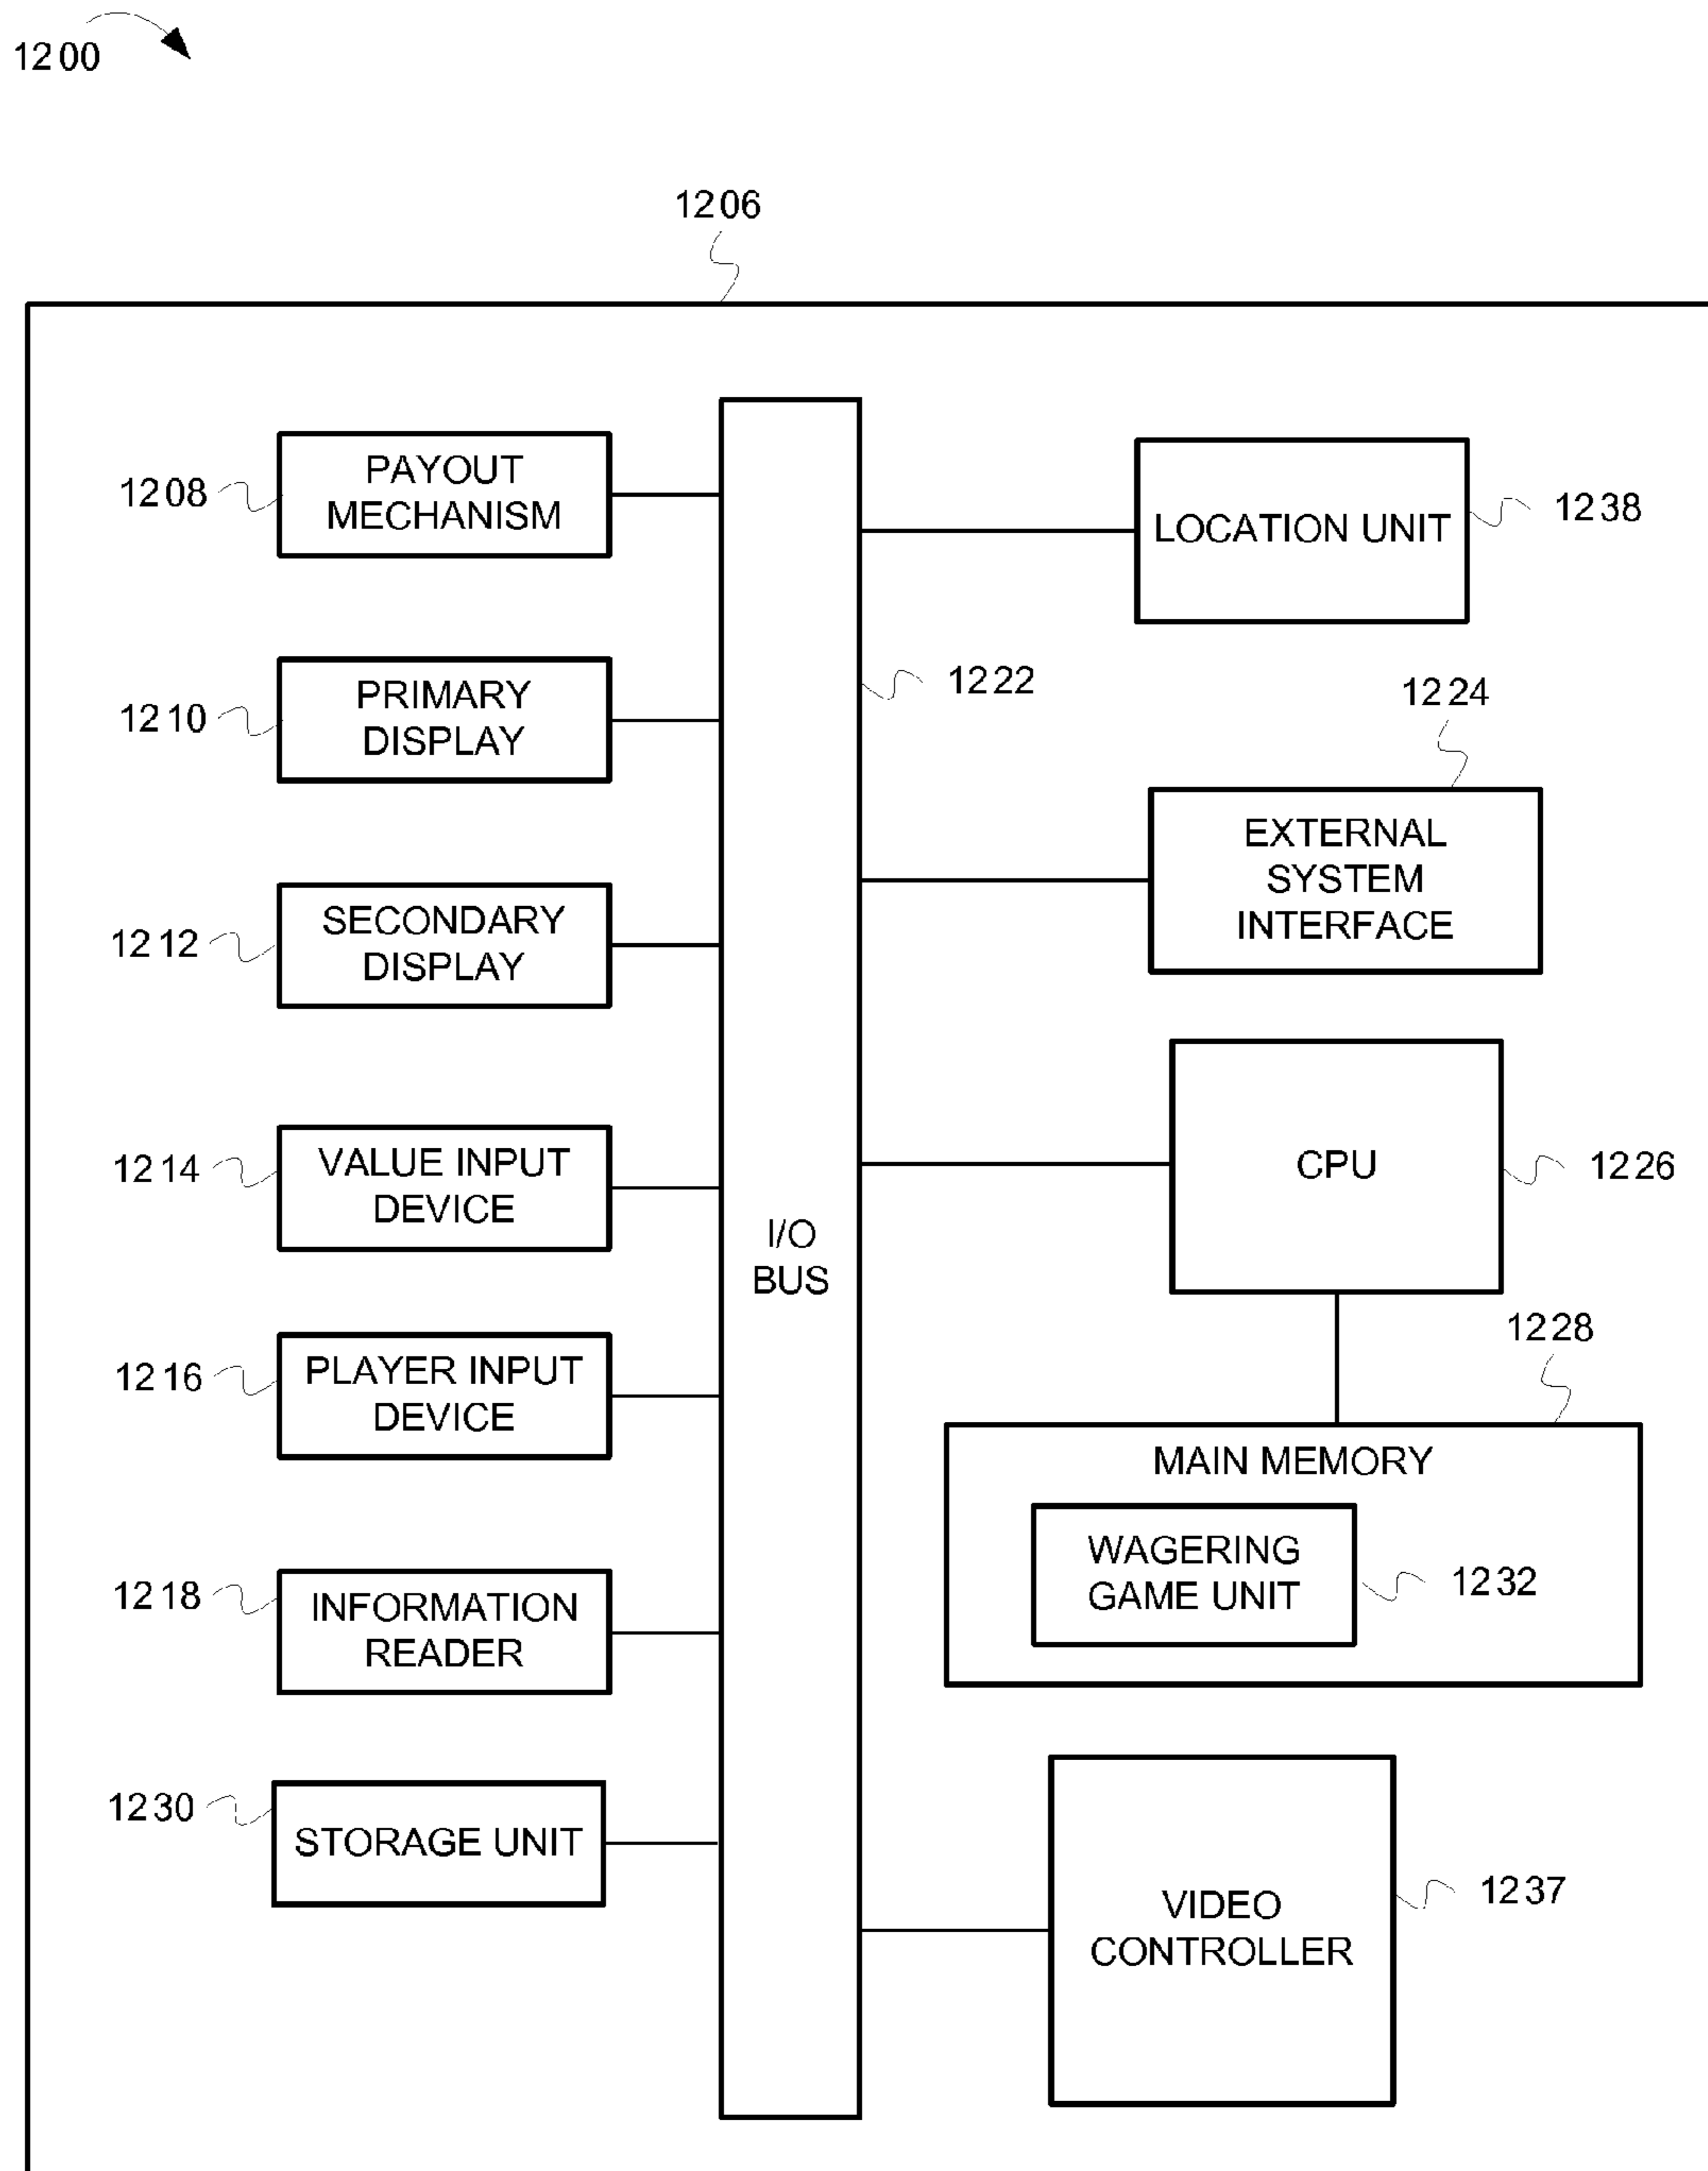 1200
1206
1208
PAYOUT
MECHANISM
1210
PRIMARY
DISPLAY
1212
SECONDARY
DISPLAY
1214
VALUE INPUT
DEVICE
1216
PLAYER INPUT
DEVICE
1218
INFORMATION
READER
1230
STORAGE UNIT
I/O
BUS
1222
LOCATION UNIT
1238
1224
EXTERNAL
SYSTEM
INTERFACE
CPU
1226
1228
MAIN MEMORY
WAGERING
GAME UNIT
1232
VIDEO
CONTROLLER
1237